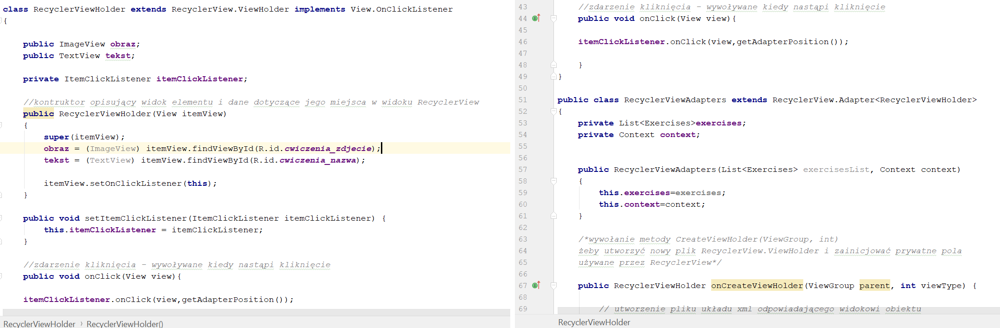 class RecyclerViewHolder extends RecyclerView.ViewHolder implements View.OnClickListener
{
public ImageView obraz;
public TextView tekst;
private ItemClickListener itemClickListener;
//kontruktor opisujący widok elementu i dane dotyczące jego miejsca w widoku RecyclerView
public RecyclerViewHolder(View itemView)
{
super(itemView);
obraz = (ImageView) itemView.findViewById(R.id.cwiczenia_zdjecie);
tekst = (TextView) itemView.findViewById(R.id.cwiczenia_nazwa);
itemView.setOnClickListener(this);
}
public void setItemClickListener(ItemClickListener itemClickListener) {
this.itemClickListener = itemClickListener;
}
//zdarzenie kliknięcia - wywoływane kiedy nastąpi kliknięcie
public void onClick(View view){
itemClickListener.onClick(view,getAdapterPosition());
RecyclerViewHolder › RecyclerViewHolder()
43 //zdarzenie kliknięcia - wywoływane kiedy nastąpi kliknięcie
44 public void onClick(View view){
45
46 itemClickListener.onClick(view,getAdapterPosition());
47
48 }
49 }
50
51 public class RecyclerViewAdapters extends RecyclerView.Adapter<RecyclerViewHolder>
52 {
53 private List<Exercises>exercises;
54 private Context context;
55
56
57 public RecyclerViewAdapters(List<Exercises> exercisesList, Context context)
58 {
59 this.exercises=exercises;
60 this.context=context;
61 }
62
63 /*wywołanie metody CreateViewHolder(ViewGroup, int)
64 żeby utworzyć nowy plik RecyclerView.ViewHolder i zainicjować prywatne pola
65 używane przez RecyclerView*/
66
67 public RecyclerViewHolder onCreateViewHolder(ViewGroup parent, int viewType) {
68
69 // utworzenie pliku układu xml odpowiadającego widokowi obiektu
RecyclerViewHolder